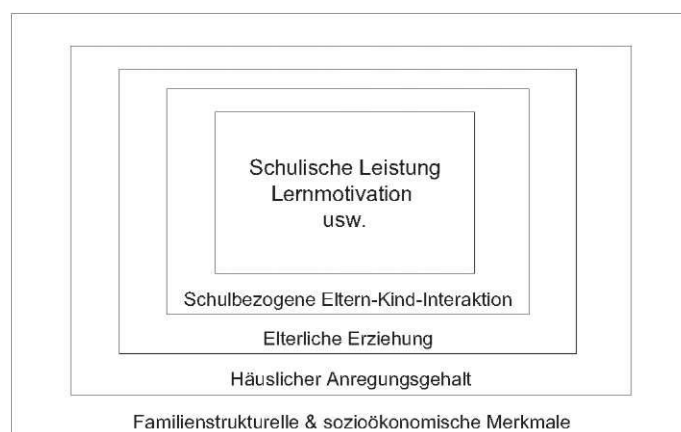 Schulische Leistung
Lernmotivation
usw.
Schulbezogene Eltern-Kind-Interaktion
Elterliche Erziehung
Häuslicher Anregungsgehalt
Familienstrukturelle & sozioökonomische Merkmale